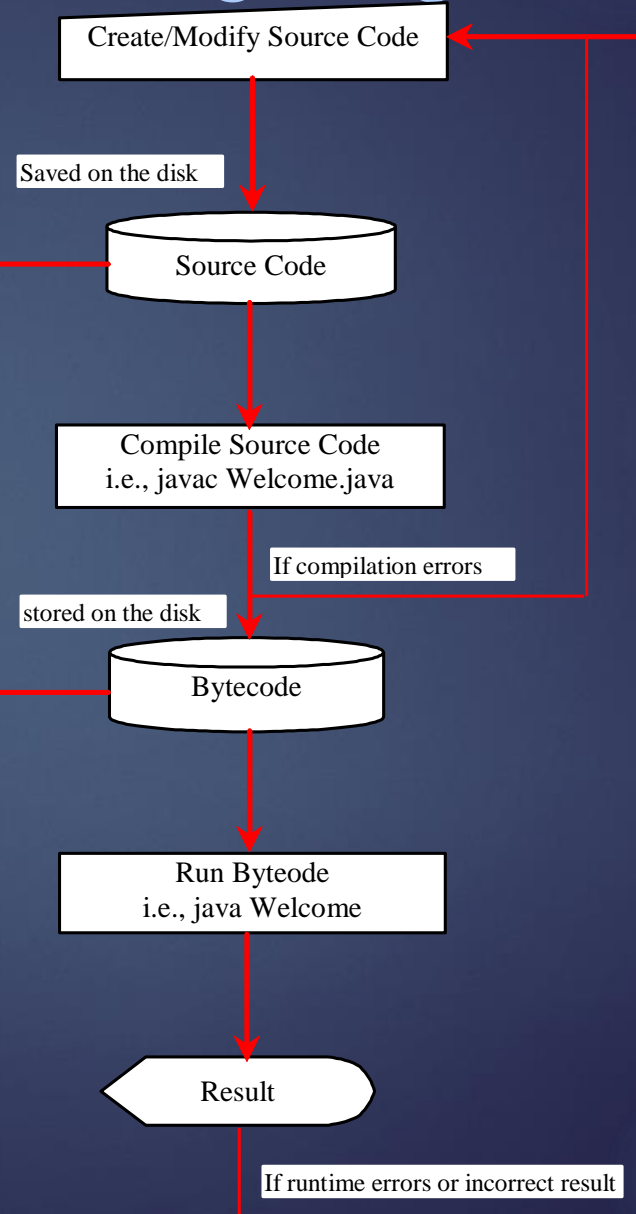 Create/Modify Source Code
Saved on the disk
Source Code
Compile Source Code
i.e., javac Welcome.java
If compilation errors
stored on the disk
Bytecode
Run Byteode
i.e., java Welcome
Result
If runtime errors or incorrect result